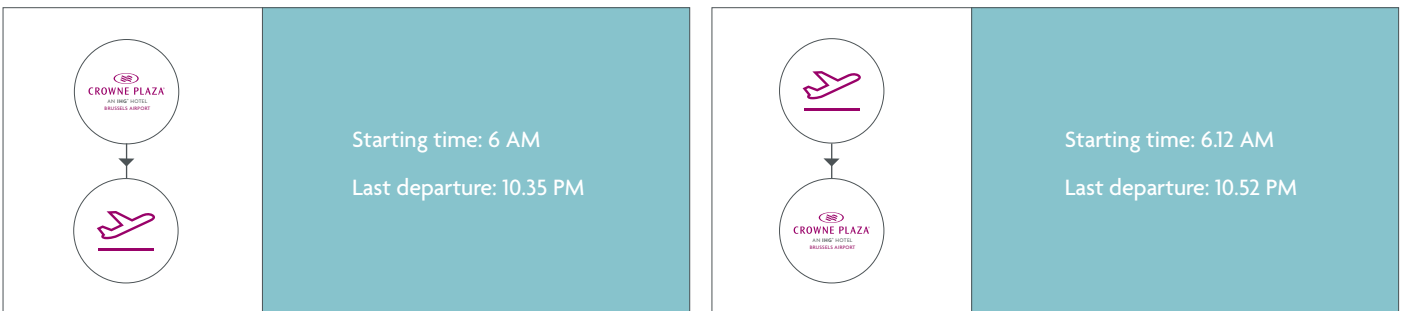 CROWNE PLAZA
AN IHG® HOTEL
BRUSSELS AIRPORT
Starting time: 6 AM
Last departure: 10.35 PM
Starting time: 6.12 AM
Last departure: 10.52 PM
CROWNE PLAZA
AN IHG® HOTEL
BRUSSELS AIRPORT